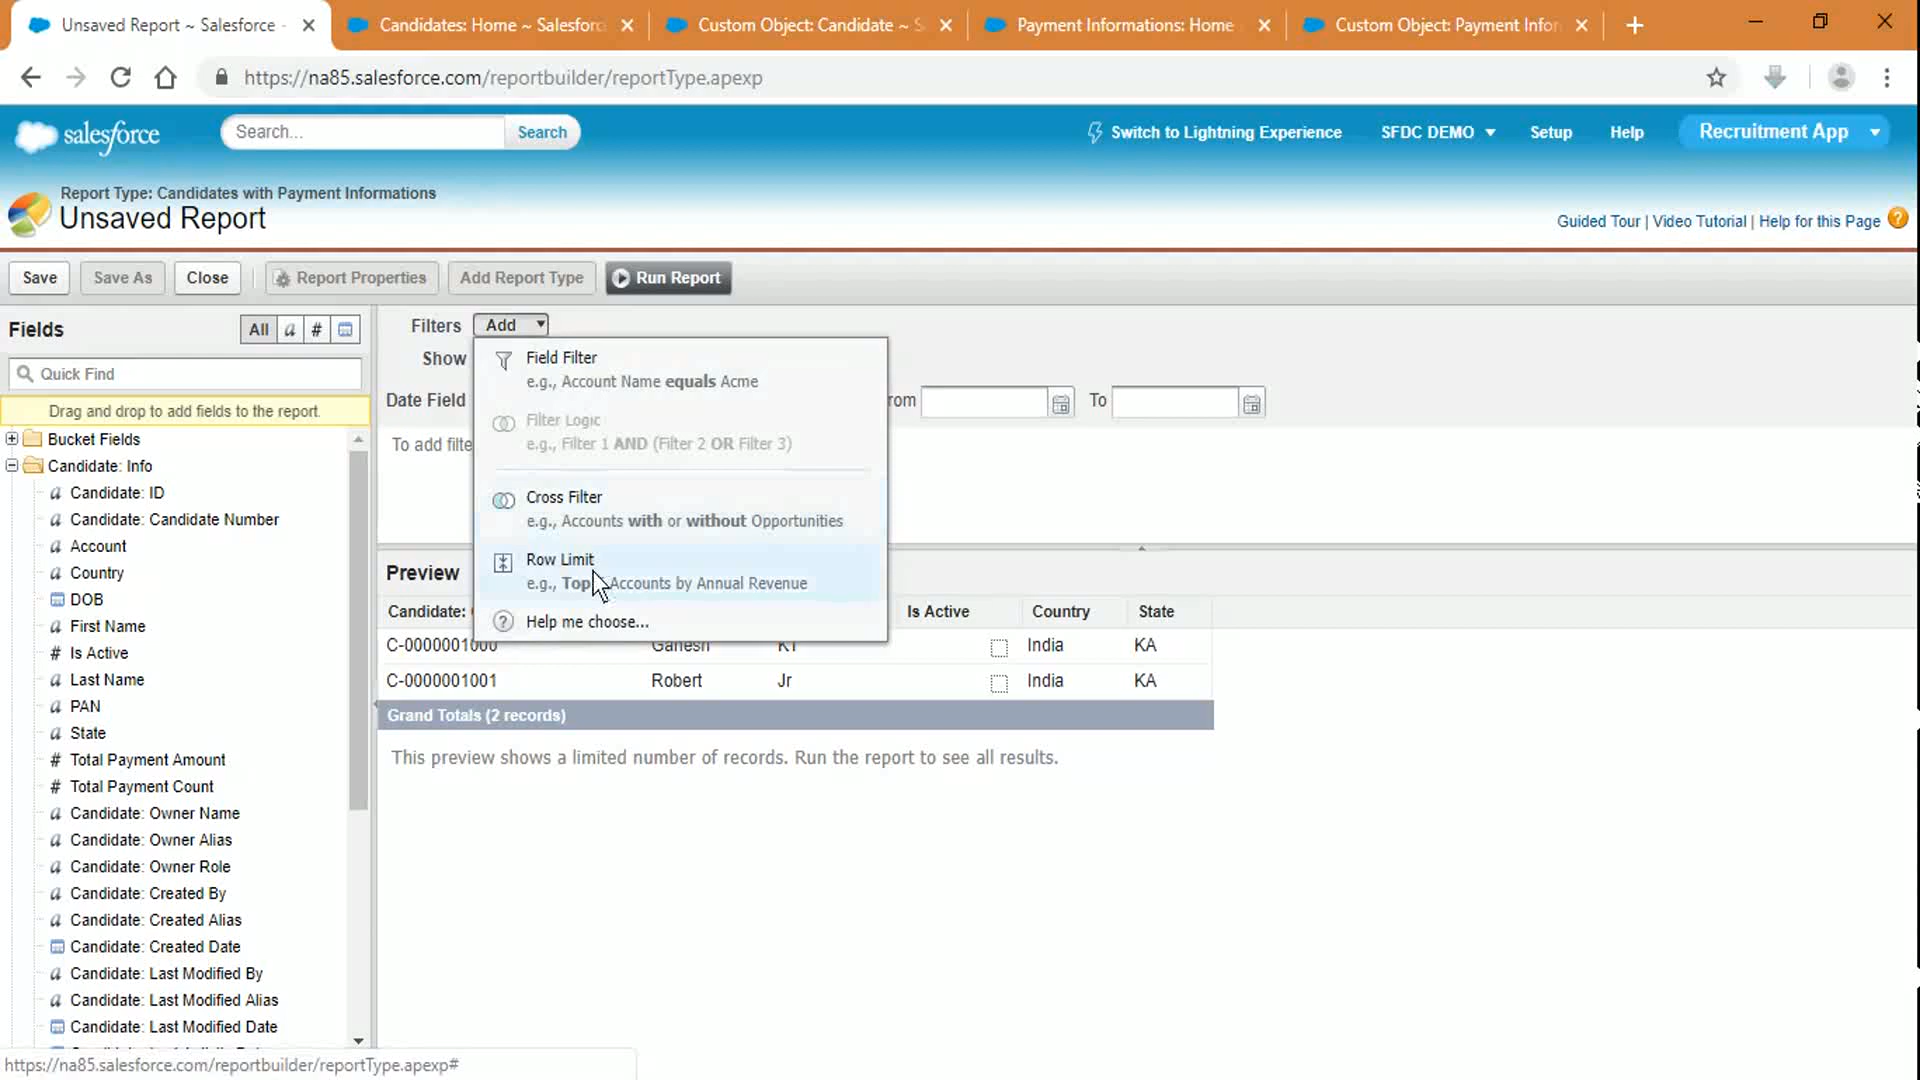 Unsaved Report ~ Salesforce -
Candidates: Home ~ Salesforc
Custom Object: Candidate ~ S
Payment Informations: Home
Custom Object: Payment Infor
https://na85.salesforce.com/reportbuilder/reportType.apexp
salesforce
Search...
Search
Switch to Lightning Experience
SFDC DEMO
Setup
Help
Recruitment App
Report Type: Candidates with Payment Informations
Unsaved Report
Guided Tour | Video Tutorial | Help for this Page
Save
Save As
Close
Report Properties
Add Report Type
Run Report
Fields
All
a
#
Quick Find
Drag and drop to add fields to the report.
Bucket Fields
Candidate: Info
a Candidate: ID
a Candidate: Candidate Number
a Account
a Country
DOB
a First Name
# Is Active
a Last Name
a PAN
a State
# Total Payment Amount
# Total Payment Count
a Candidate: Owner Name
a Candidate: Owner Alias
a Candidate: Owner Role
a Candidate: Created By
a Candidate: Created Alias
Candidate: Created Date
a Candidate: Last Modified By
a Candidate: Last Modified Alias
Candidate: Last Modified Date
Filters
Add
Show
Date Field
rom
To
To add filte
Field Filter
e.g., Account Name equals Acme
Filter Logic
e.g., Filter 1 AND (Filter 2 OR Filter 3)
Cross Filter
e.g., Accounts with or without Opportunities
Row Limit
e.g., Top Accounts by Annual Revenue
Help me choose...
Preview
Candidate:
Is Active
Country
State
C-0000001000 Ganesh KT India KA
C-0000001001 Robert Jr India KA
Grand Totals (2 records)
This preview shows a limited number of records. Run the report to see all results.
https://na85.salesforce.com/reportbuilder/reportType.apexp#